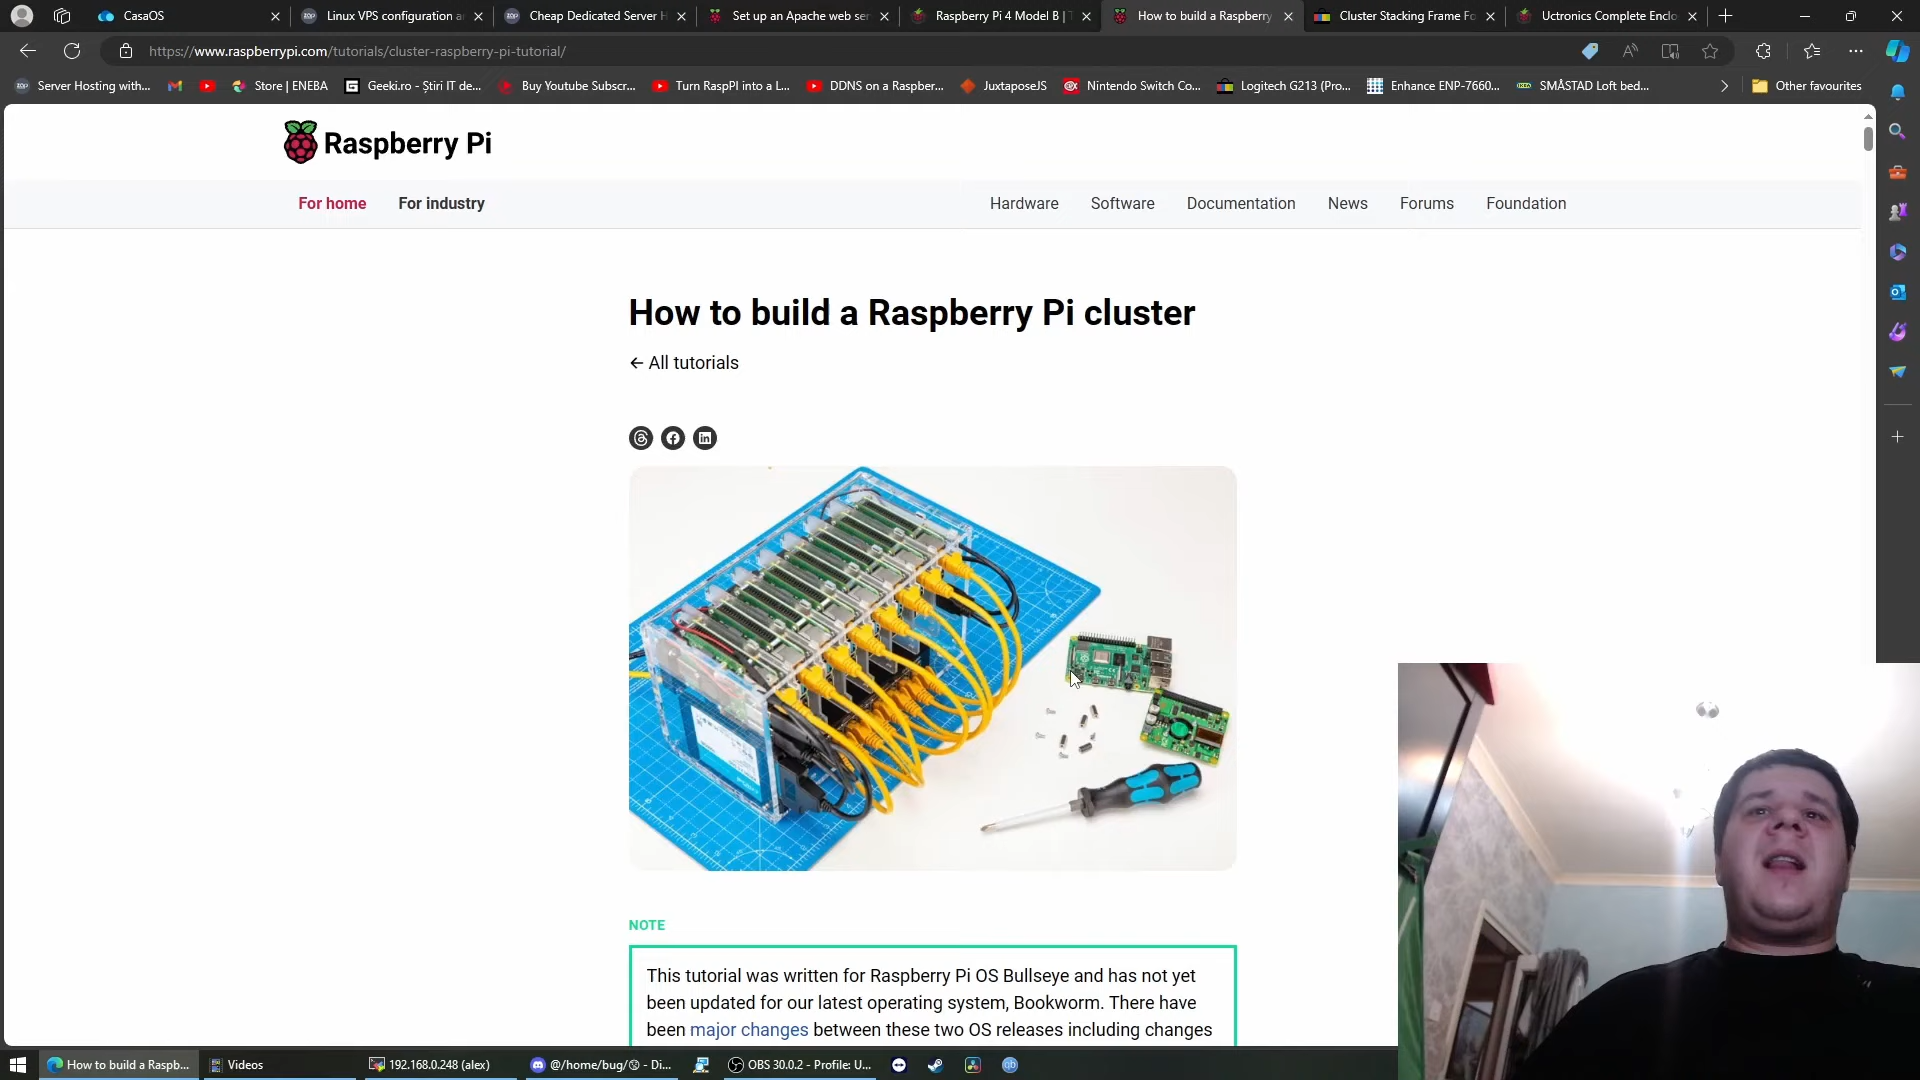 CasaOS
Linux VPS configuration a
Cheap Dedicated Server H
Set up an Apache web ser
Raspberry Pi 4 Model B | T
How to build a Raspberry
Cluster Stacking Frame Fo
Uctronics Complete Enclo
https://www.raspberrypi.com/tutorials/cluster-raspberry-pi-tutorial/
Server Hosting with...
Store | ENEBA
Geeki.ro - Știri IT de...
Buy Youtube Subscr...
Turn RaspPI into a L...
DDNS on a Raspber...
JuxtaposeJS
Nintendo Switch Co...
Logitech G213 (Pro...
Enhance ENP-7660...
SMÅSTAD Loft bed...
Other favourites
Raspberry Pi
For home
For industry
Hardware
Software
Documentation
News
Forums
Foundation
How to build a Raspberry Pi cluster
← All tutorials
NOTE
This tutorial was written for Raspberry Pi OS Bullseye and has not yet
been updated for our latest operating system, Bookworm. There have
been major changes between these two OS releases including changes
How to build a Raspb...
Videos
192.168.0.248 (alex)
@/home/bug/ - Di...
OBS 30.0.2 - Profile: U...